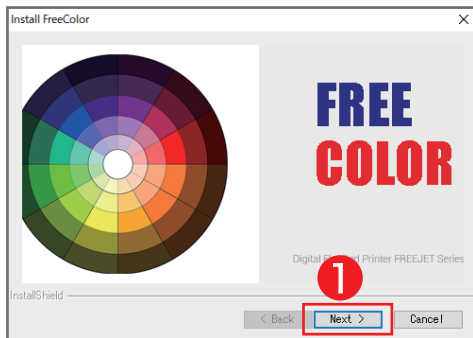 Install FreeColor
FREE
COLOR
Digital Printer FREEJET Series
1
InstallShield
< Back
Next >
Cancel